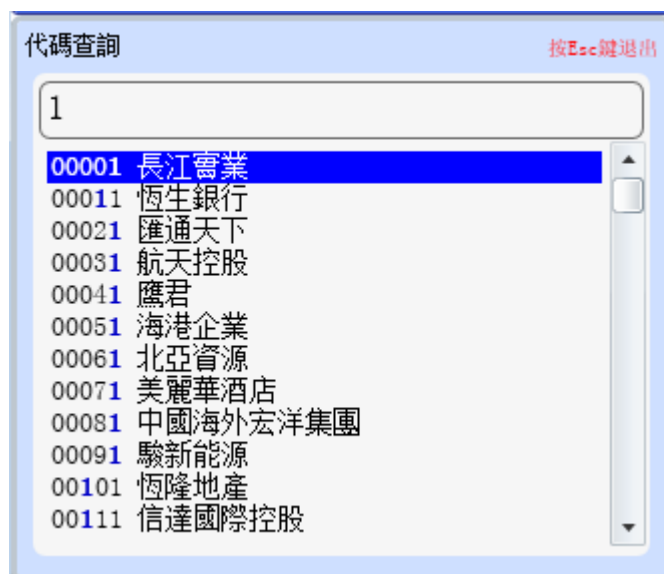 代碼查詢
按Esc鍵退出
1
00001 長江實業
00011 恆生銀行
00021 匯通天下
00031 航天控股
00041 鷹君
00051 海港企業
00061 北亞資源
00071 美麗華酒店
00081 中國海外宏洋集團
00091 駿新能源
00101 恆隆地產
00111 信達國際控股